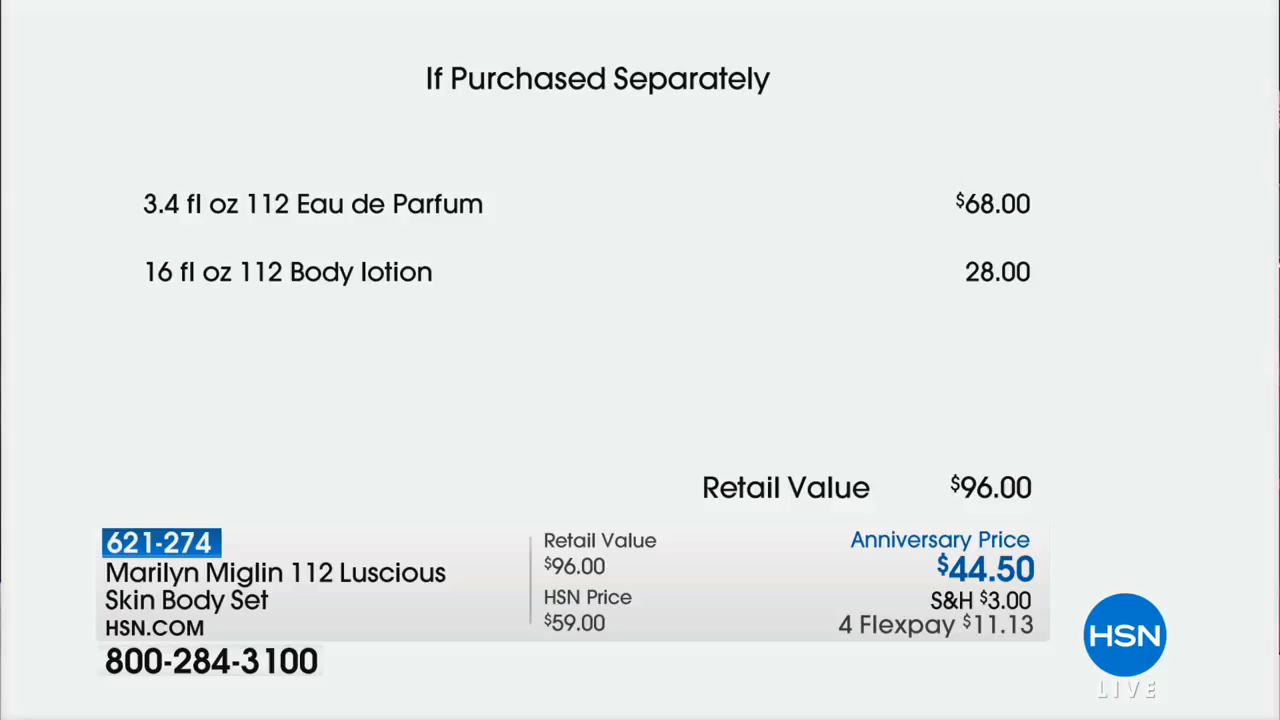 If Purchased Separately
3.4 fl oz 112 Eau de Parfum $68.00
16 fl oz 112 Body lotion 28.00
Retail Value $96.00
621-274
Marilyn Miglin 112 Luscious
Skin Body Set
HSN.COM
800-284-3100
Retail Value
$96.00
HSN Price
$59.00
Anniversary Price
$44.50
S&H $3.00
4 Flexpay $11.13
HSN
LIVE